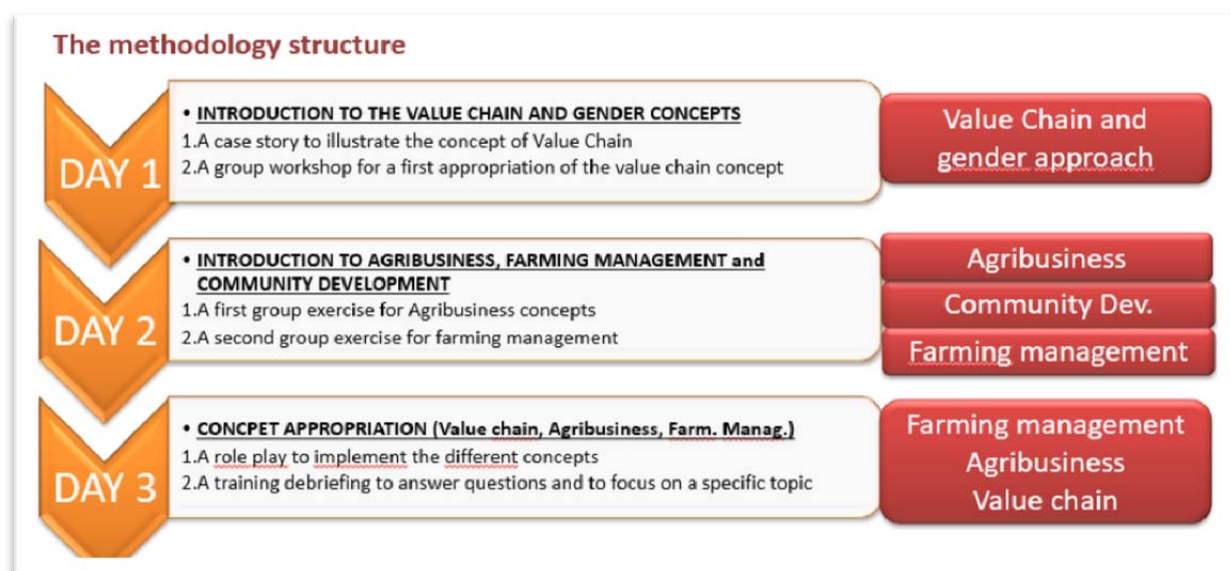 The methodology structure
DAY 1
• INTRODUCTION TO THE VALUE CHAIN AND GENDER CONCEPTS
1.A case story to illustrate the concept of Value Chain
2.A group workshop for a first appropriation of the value chain concept
Value Chain and
gender approach
DAY 2
• INTRODUCTION TO AGRIBUSINESS, FARMING MANAGEMENT and
COMMUNITY DEVELOPMENT
1.A first group exercise for Agribusiness concepts
2.A second group exercise for farming management
Agribusiness
Community Dev.
Farming management
DAY 3
• CONCPET APPROPRIATION (Value chain, Agribusiness, Farm. Manag.)
1.A role play to implement the different concepts
2.A training debriefing to answer questions and to focus on a specific topic
Farming management
Agribusiness
Value chain